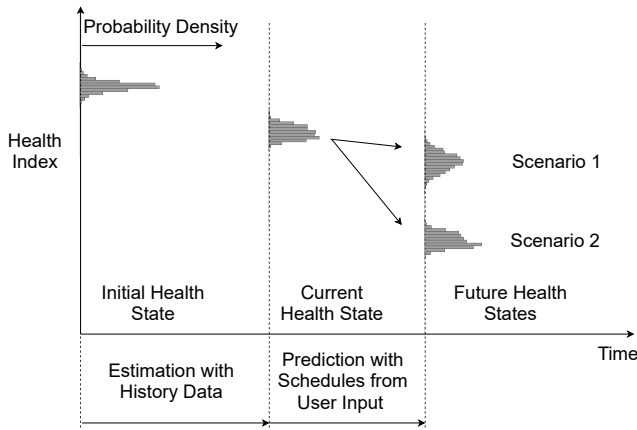 Probability Density
Health
Index
Scenario 1
Scenario 2
Initial Health
State
Current
Health State
Future Health
States
Time
Estimation with
History Data
Prediction with
Schedules from
User Input